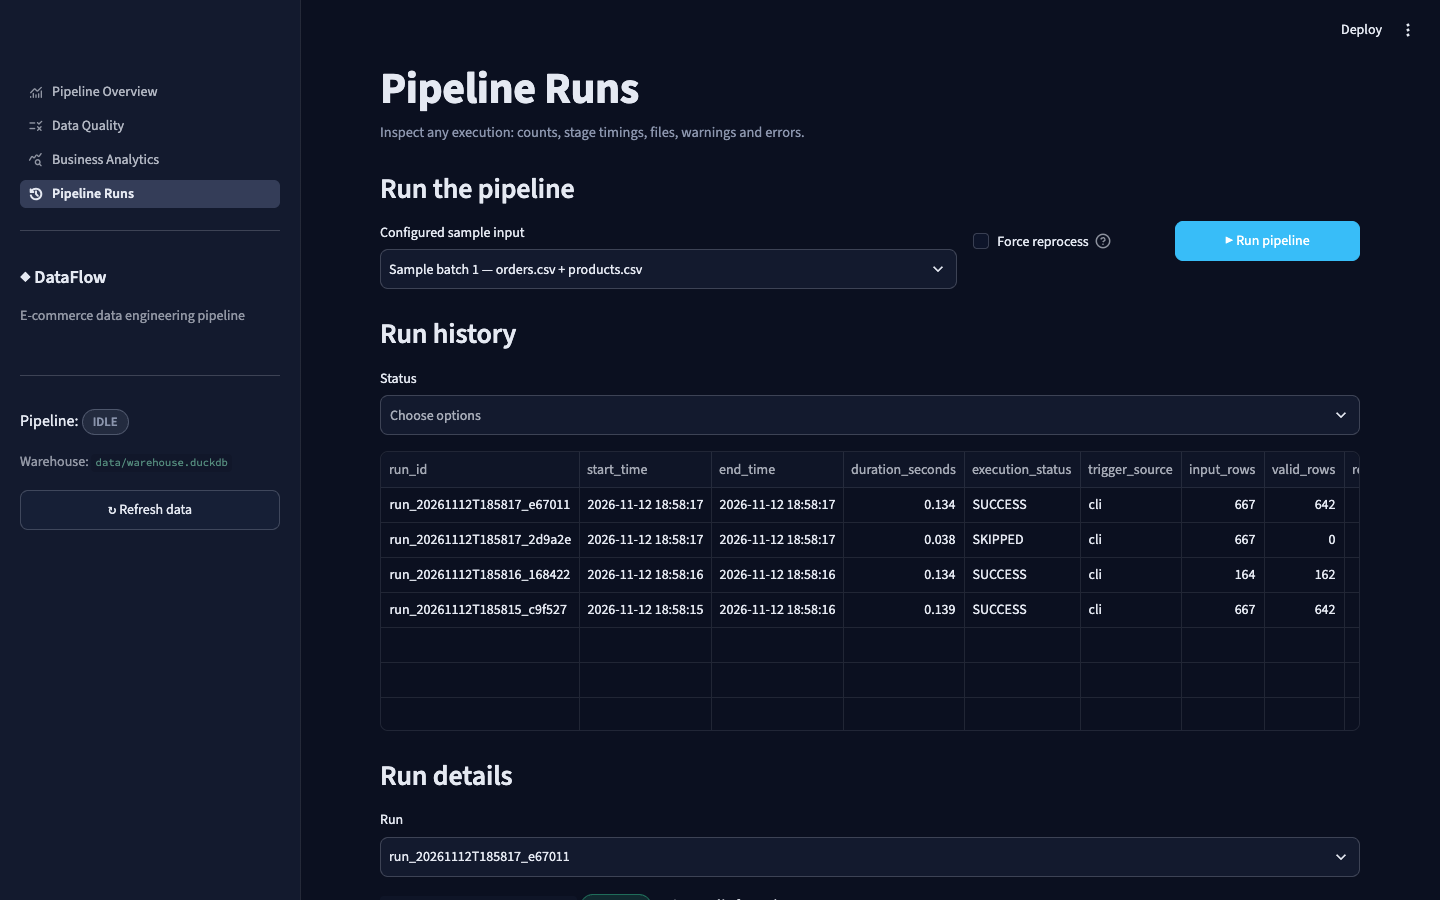 Deploy
Pipeline Overview
Data Quality
Business Analytics
Pipeline Runs
DataFlow
E-commerce data engineering pipeline
Pipeline: IDLE
Warehouse: data/warehouse.duckdb
↻ Refresh data
Pipeline Runs
Inspect any execution: counts, stage timings, files, warnings and errors.
Run the pipeline
Configured sample input
Sample batch 1 — orders.csv + products.csv
Force reprocess
Run pipeline
Run history
Status
Choose options
run_id start_time end_time duration_seconds execution_status trigger_source input_rows valid_rows
run_20261112T185817_e67011 2026-11-12 18:58:17 2026-11-12 18:58:17 0.134 SUCCESS cli 667 642
run_20261112T185817_2d9a2e 2026-11-12 18:58:17 2026-11-12 18:58:17 0.038 SKIPPED cli 667 0
run_20261112T185816_168422 2026-11-12 18:58:16 2026-11-12 18:58:16 0.134 SUCCESS cli 164 162
run_20261112T185815_c9f527 2026-11-12 18:58:15 2026-11-12 18:58:16 0.139 SUCCESS cli 667 642
Run details
Run
run_20261112T185817_e67011